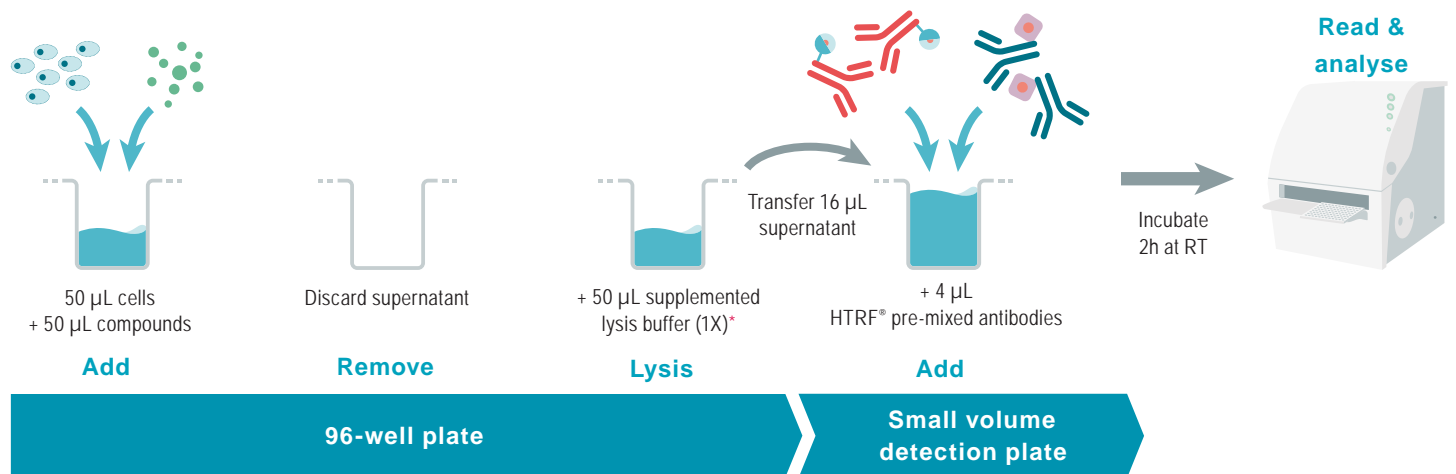 50 µL cells
+ 50 µL compounds
Add
Discard supernatant
Remove
+ 50 µL supplemented
lysis buffer (1X)*
Lysis
Transfer 16 µL
supernatant
+ 4 µL
HTRF® pre-mixed antibodies
Add
Incubate
2h at RT
Read &
analyse
96-well plate
Small volume
detection plate